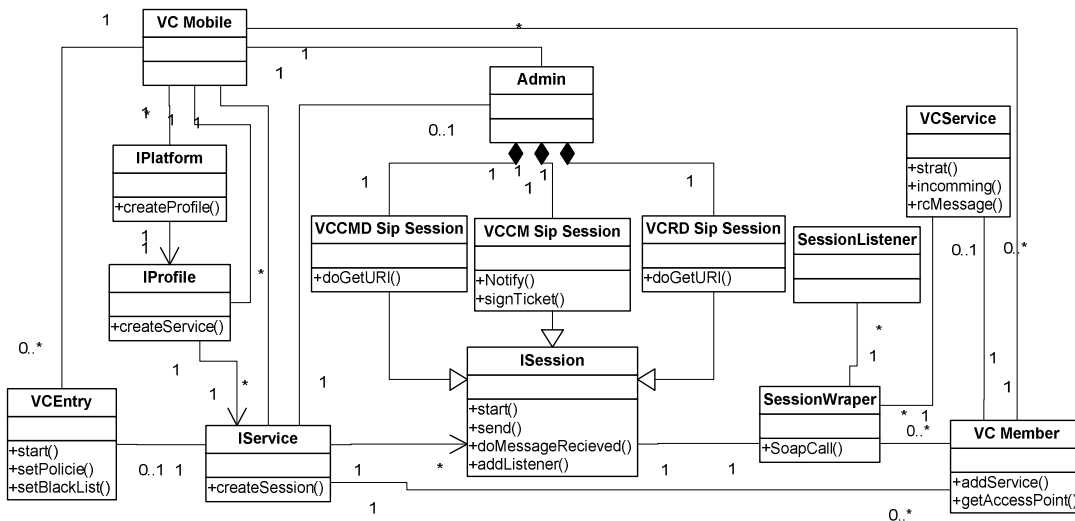 1
VC Mobile
*
1
1
Admin
1
*
1
1
0..1
VCService
+strat()
+incomming()
+rcMessage()
IPlatform
+createProfile()
1
1
1
1
1
1
1
VCCMD Sip Session
+doGetURI()
VCCM Sip Session
+Notify()
+signTicket()
VCRD Sip Session
+doGetURI()
SessionListener
1
1
0..1
0..*
IProfile
+createService()
*
*
1
0..*
1
1
*
1
ISession
+start()
+send()
+doMessageRecieved()
+addListener()
1
1
VCEntry
+start()
+setPolicie()
+setBlackList()
SessionWraper
+SoapCall()
*
1
0..*
VC Member
+addService()
+getAccessPoint()
IService
+createSession()
0..1
1
1
*
1
1
1
0..*